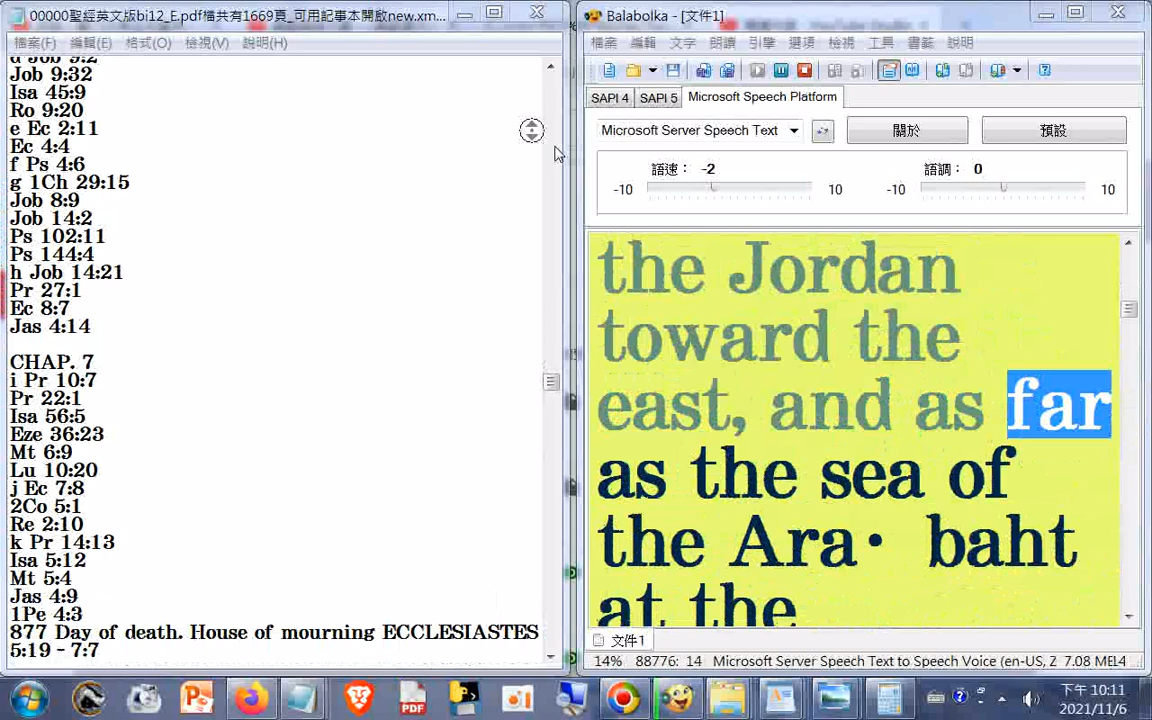 00000聖經英文版bi12_E.pdf檔共有1669頁_可用記事本開啟new.xm...
檔案(F) 編輯(E) 格式(O) 檢視(V) 說明(H)
d Job 9:2
Job 9:32
Isa 45:9
Ro 9:20
e Ec 2:11
Ec 4:4
f Ps 4:6
g 1Ch 29:15
Job 8:9
Job 14:2
Ps 102:11
Ps 144:4
h Job 14:21
Pr 27:1
Ec 8:7
Jas 4:14
CHAP. 7
i Pr 10:7
Pr 22:1
Isa 56:5
Eze 36:23
Mt 6:9
Lu 10:20
j Ec 7:8
2Co 5:1
Re 2:10
k Pr 14:13
Isa 5:12
Mt 5:4
Jas 4:9
1Pe 4:3
877 Day of death. House of mourning ECCLESIASTES
5:19 - 7:7
Balabolka - [文件1]
檔案 編輯 文字 朗讀 引擎 選項 檢視 工具 書籤 說明
SAPI 4 SAPI 5 Microsoft Speech Platform
Microsoft Server Speech Text 關於 預設
語速: -2 語調: 0
-10 10 -10 10
the Jordan
toward the
east, and as far
as the sea of
the Ara· baht
at the
文件1
14% 88776: 14 Microsoft Server Speech Text to Speech Voice (en-US, 2 7.08 ME 14
下午 10:11
2021/11/6